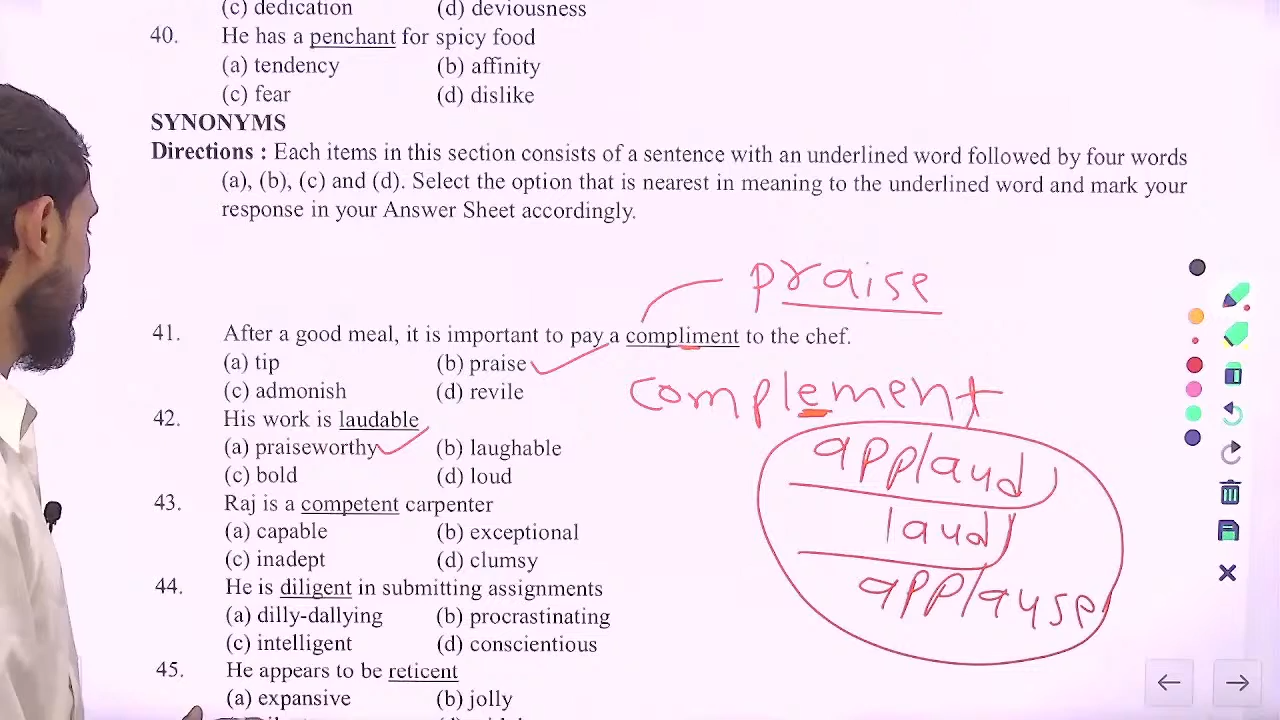 (c) dedication (d) deviousness
40. He has a penchant for spicy food
(a) tendency (b) affinity
(c) fear (d) dislike
SYNONYMS
Directions : Each items in this section consists of a sentence with an underlined word followed by four words
(a), (b), (c) and (d). Select the option that is nearest in meaning to the underlined word and mark your
response in your Answer Sheet accordingly.
praise
41. After a good meal, it is important to pay a compliment to the chef.
(a) tip (b) praise
(c) admonish (d) revile
complement
42. His work is laudable
(a) praiseworthy (b) laughable
(c) bold (d) loud
applaud
laud
applause
43. Raj is a competent carpenter
(a) capable (b) exceptional
(c) inadept (d) clumsy
44. He is diligent in submitting assignments
(a) dilly-dallying (b) procrastinating
(c) intelligent (d) conscientious
45. He appears to be reticent
(a) expansive (b) jolly